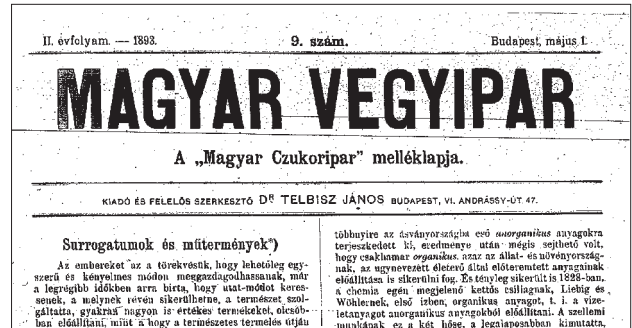 II. évfolyam. — 1893. 9. szám. Budapest, május 1.
MAGYAR VEGYIPAR
A „Magyar Czukoripar” melléklapja.
KIADÓ ÉS FELELŐS SZERKESZTŐ DR TELBISZ JÁNOS BUDAPEST, VI. ANDRÁSSY-ÚT 47.
Surrogatumok és műtermények*)
Az embereket az a törekvésük, hogy lehetőleg egy-
szerű és kényelmes módon meggazdagodhassanak, már
a legrégibb időkben arra bírta, hogy utat-módot keres-
senek, a melynek révén sikerülhetne, a természet szol-
gáltatta, gyakran nagyon is értékes termékeket, olcsób-
ban előállítani, mint a hogy a természetes termelés útján
többnyire az ásványországba eső anorganikus anyagokra
terjeszkedett ki, eredménye után mégis sejthető volt,
hogy csakhamar organikus, azaz az állat- és növényország-
nak, az úgynevezett életerő által előteremtett anyagainak
előállítása is sikerülni fog. És tényleg sikerült is 1828-ban,
a chemia egén megjelenő kettős csillagnak, Liebig és
Wöhlernek, első ízben, organikus anyagot, t. i. a vize-
letanyagot anorganikus anyagokból előállítani. A szellemi
munkának ez a két hőse, a legalaposabban kimutatta,